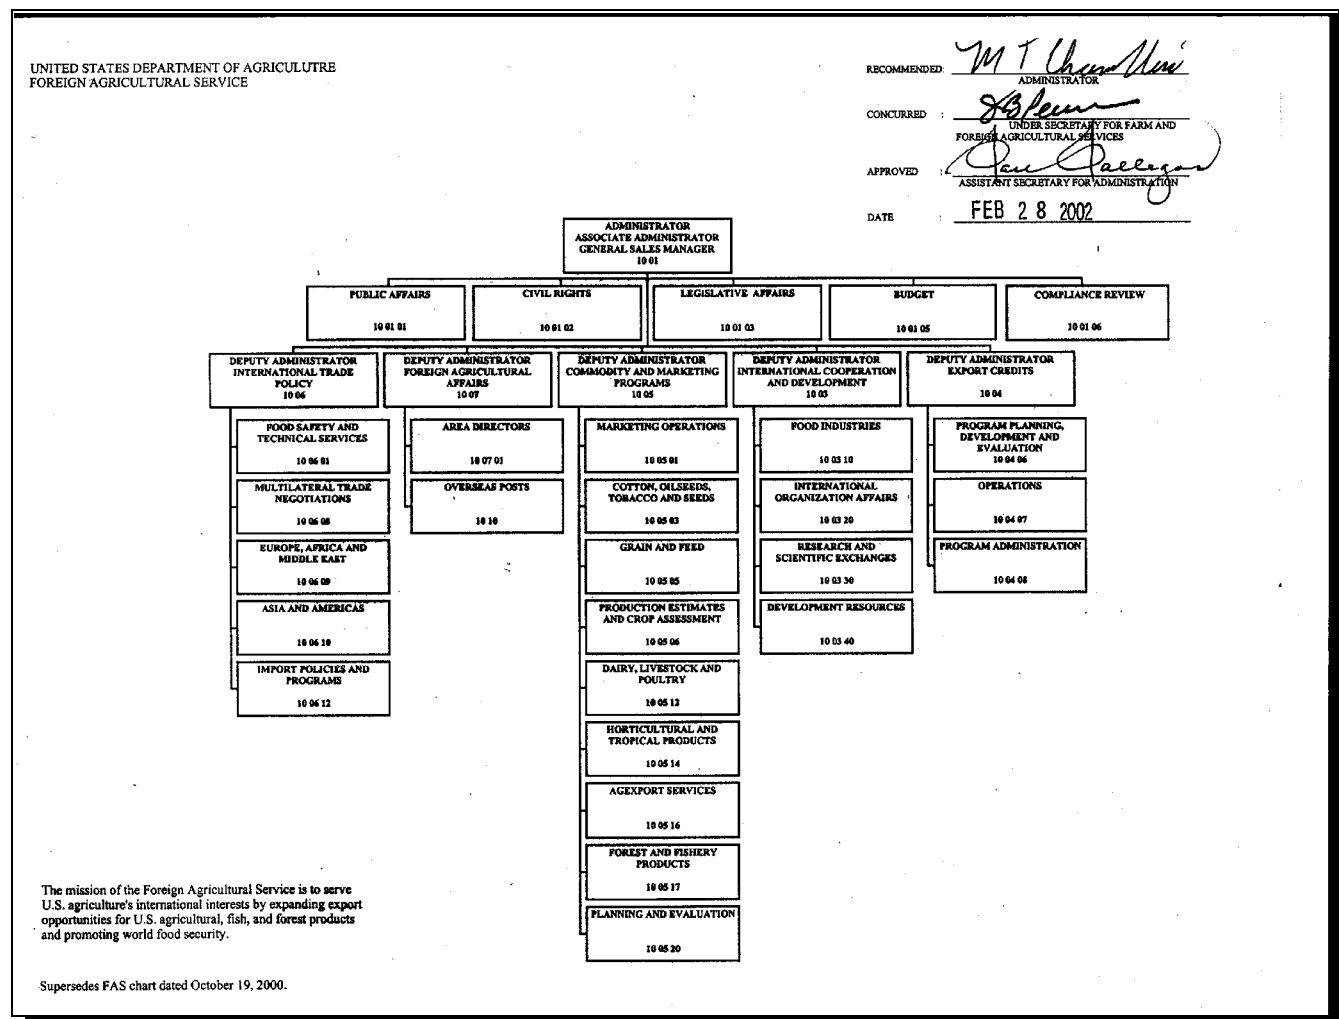 UNITED STATES DEPARTMENT OF AGRICULUTRE
FOREIGN AGRICULTURAL SERVICE
RECOMMENDED:
ADMINISTRATOR
CONCURRED :
UNDER SECRETARY FOR FARM AND
FOREIGN AGRICULTURAL SERVICES
APPROVED :
ASSISTANT SECRETARY FOR ADMINISTRATION
DATE : FEB 28 2002
ADMINISTRATOR
ASSOCIATE ADMINISTRATOR
GENERAL SALES MANAGER
10 01
PUBLIC AFFAIRS
10 01 01
CIVIL RIGHTS
10 01 02
LEGISLATIVE AFFAIRS
10 01 03
BUDGET
10 01 05
COMPLIANCE REVIEW
10 01 06
DEPUTY ADMINISTRATOR
INTERNATIONAL TRADE
POLICY
10 06
DEPUTY ADMINISTRATOR
FOREIGN AGRICULTURAL
AFFAIRS
10 07
DEPUTY ADMINISTRATOR
COMMODITY AND MARKETING
PROGRAMS
10 05
DEPUTY ADMINISTRATOR
INTERNATIONAL COOPERATION
AND DEVELOPMENT
10 03
DEPUTY ADMINISTRATOR
EXPORT CREDITS
10 04
FOOD SAFETY AND
TECHNICAL SERVICES
10 06 01
MULTILATERAL TRADE
NEGOTIATIONS
10 06 08
EUROPE, AFRICA AND
MIDDLE EAST
10 06 09
ASIA AND AMERICAS
10 06 10
IMPORT POLICIES AND
PROGRAMS
10 06 12
AREA DIRECTORS
10 07 01
OVERSEAS POSTS
10 10
MARKETING OPERATIONS
10 05 01
COTTON, OILSEEDS,
TOBACCO AND SEEDS
10 05 03
GRAIN AND FEED
10 05 05
PRODUCTION ESTIMATES
AND CROP ASSESSMENT
10 05 06
DAIRY, LIVESTOCK AND
POULTRY
10 05 12
HORTICULTURAL AND
TROPICAL PRODUCTS
10 05 14
AGEXPORT SERVICES
10 05 16
FOREST AND FISHERY
PRODUCTS
10 05 17
PLANNING AND EVALUATION
10 05 20
FOOD INDUSTRIES
10 03 10
INTERNATIONAL
ORGANIZATION AFFAIRS
10 03 20
RESEARCH AND
SCIENTIFIC EXCHANGES
10 03 30
DEVELOPMENT RESOURCES
10 03 40
PROGRAM PLANNING,
DEVELOPMENT AND
EVALUATION
10 04 06
OPERATIONS
10 04 07
PROGRAM ADMINISTRATION
10 04 08
The mission of the Foreign Agricultural Service is to serve
U.S. agriculture's international interests by expanding export
opportunities for U.S. agricultural, fish, and forest products
and promoting world food security.
Supersedes FAS chart dated October 19, 2000.